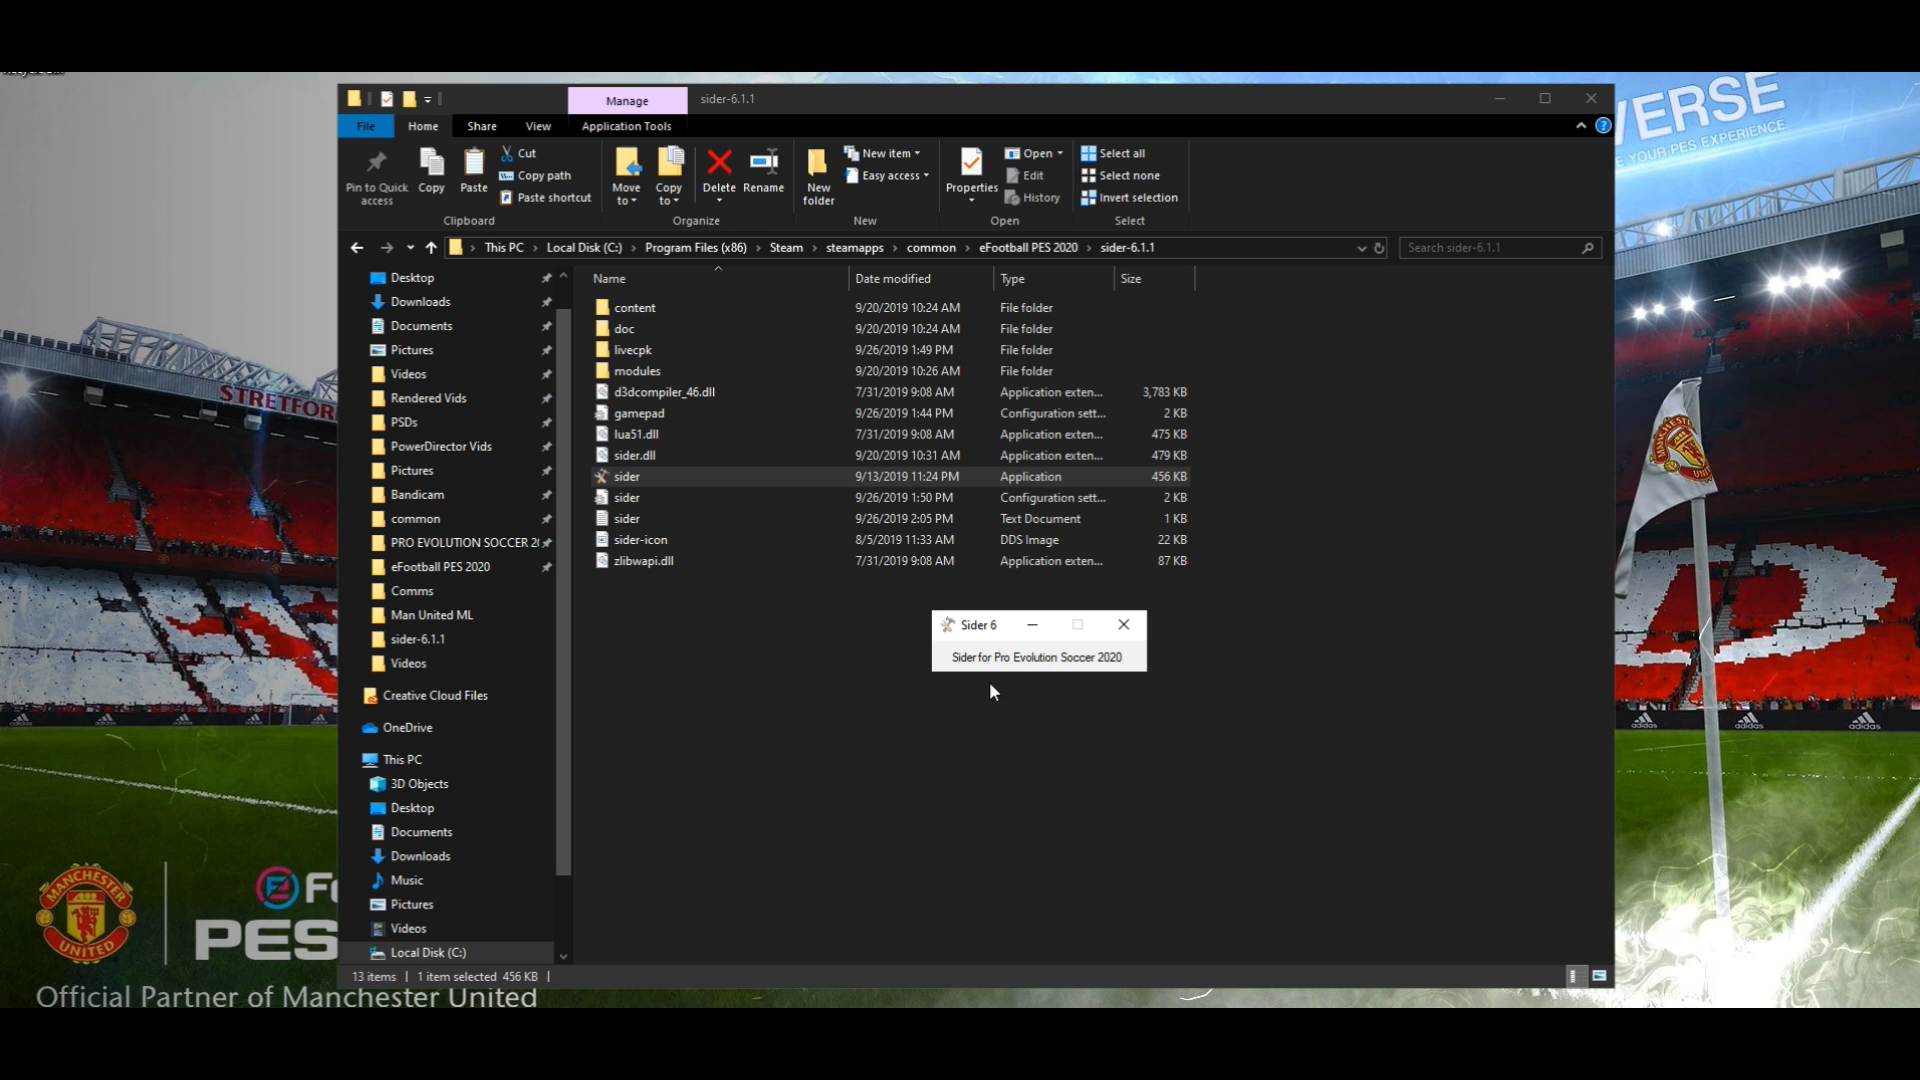 Manage
sider-6.1.1
File
Home
Share
View
Application Tools
Pin to Quick
access
Copy
Paste
Cut
Copy path
Paste shortcut
Clipboard
Move
to
Copy
to
Delete
Rename
Organize
New
folder
New item
Easy access
New
Properties
Open
Edit
History
Open
Select all
Select none
Invert selection
Select
This PC
Local Disk (C:)
Program Files (x86)
Steam
steamapps
common
eFootball PES 2020
sider-6.1.1
Search sider-6.1.1
Desktop
Downloads
Documents
Pictures
Videos
Rendered Vids
PSDs
PowerDirector Vids
Pictures
Bandicam
common
PRO EVOLUTION SOCCER 2
eFootball PES 2020
Comms
Man United ML
sider-6.1.1
Videos
Creative Cloud Files
OneDrive
This PC
3D Objects
Desktop
Documents
Downloads
Music
Pictures
Videos
Local Disk (C:)
Name Date modified Type Size
content 9/20/2019 10:24 AM File folder
doc 9/20/2019 10:24 AM File folder
livecpk 9/26/2019 1:49 PM File folder
modules 9/20/2019 10:26 AM File folder
d3dcompiler_46.dll 7/31/2019 9:08 AM Application exten... 3,783 KB
gamepad 9/26/2019 1:44 PM Configuration sett... 2 KB
lua51.dll 7/31/2019 9:08 AM Application exten... 475 KB
sider.dll 9/20/2019 10:31 AM Application exten... 479 KB
sider 9/13/2019 11:24 PM Application 456 KB
sider 9/26/2019 1:50 PM Configuration sett... 2 KB
sider 9/26/2019 2:05 PM Text Document 1 KB
sider-icon 8/5/2019 11:33 AM DDS Image 22 KB
zlibwapi.dll 7/31/2019 9:08 AM Application exten... 87 KB
Sider 6
Sider for Pro Evolution Soccer 2020
13 items
1 item selected 456 KB
VERSE
YOUR PES EXPERIENCE
STRETFOR
MANCHESTER
UNITED
PES
Official Partner of Manchester United
MANCHESTER
adidas
adidas
adidas